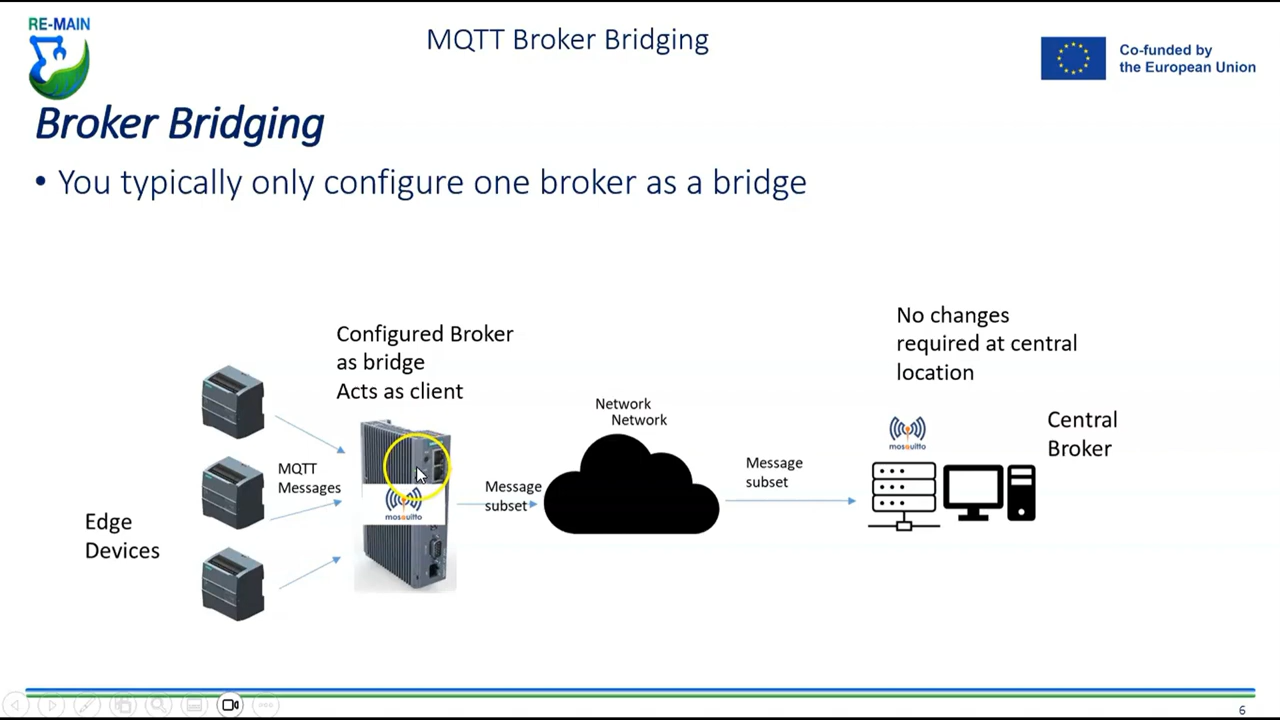 RE-MAIN
MQTT Broker Bridging
Co-funded by
the European Union
Broker Bridging
• You typically only configure one broker as a bridge
Configured Broker
as bridge
Acts as client
No changes
required at central
location
Network
Network
Central
Broker
mosquitto
MQTT
Messages
Message
subset
Message
subset
mosquitto
Edge
Devices
6